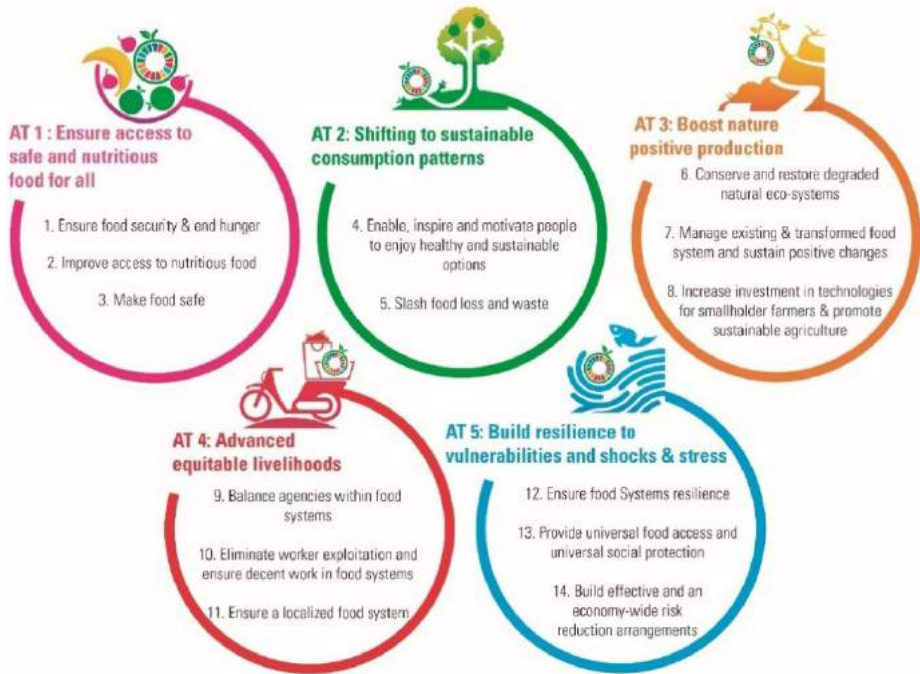 AT 1 : Ensure access to
safe and nutritious
food for all
1. Ensure food security & end hunger
2. Improve access to nutritious food
3. Make food safe
AT 2: Shifting to sustainable
consumption patterns
4. Enable, inspire and motivate people
to enjoy healthy and sustainable
options
5. Slash food loss and waste
AT 3: Boost nature
positive production
6. Conserve and restore degraded
natural eco-systems
7. Manage existing & transformed food
system and sustain positive changes
8. Increase investment in technologies
for smallholder farmers & promote
sustainable agriculture
AT 4: Advanced
equitable livelihoods
9. Balance agencies within food
systems
10. Eliminate worker exploitation and
ensure decent work in food systems
11. Ensure a localized food system
AT 5: Build resilience to
vulnerabilities and shocks & stress
12. Ensure food Systems resilience
13. Provide universal food access and
universal social protection
14. Build effective and an
economy-wide risk
reduction arrangements